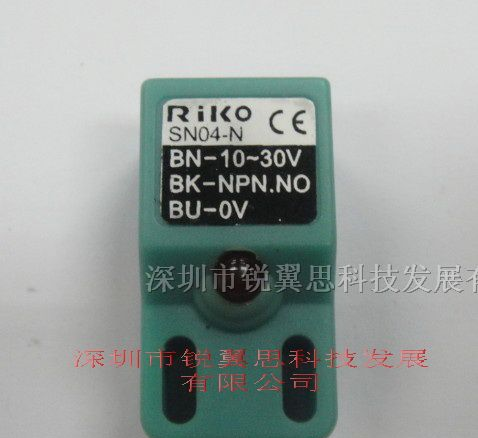 RiKO
SN04-N
CE
BN-10~30V
BK-NPN.NO
BU-0V
深圳市锐翼思科技发展有
深圳市锐翼思科技发展
有限公司